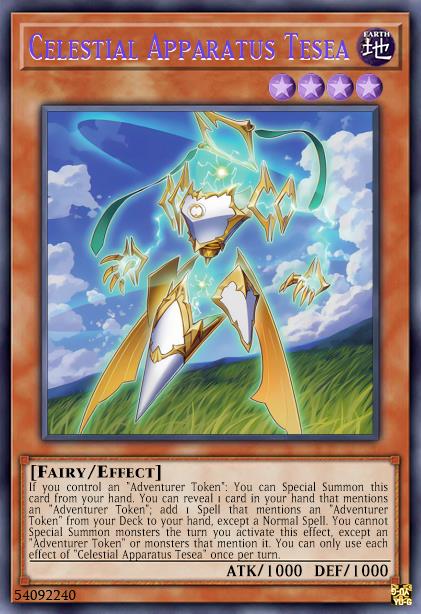 Celestial Apparatus Tesea
EARTH
地
[Fairy/Effect]
If you control an "Adventurer Token": You can Special Summon this
card from your hand. You can reveal 1 card in your hand that mentions
an "Adventurer Token"; add 1 Spell that mentions an "Adventurer
Token" from your Deck to your hand, except a Normal Spell. You cannot
Special Summon monsters the turn you activate this effect, except an
"Adventurer Token" or monsters that mention it. You can only use each
effect of "Celestial Apparatus Tesea" once per turn.
ATK/1000 DEF/1000
54092240